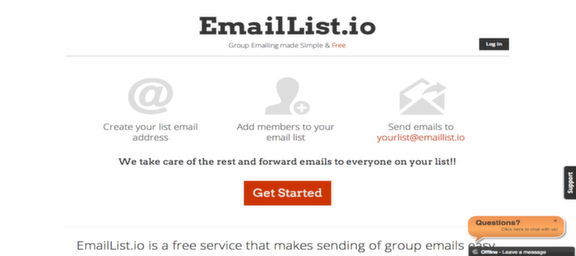 EmailList.io
Group Emailing made Simple & Free
Log In
Create your list email
address
Add members to your
email list
Send emails to
yourlist@emaillist.io
We take care of the rest and forward emails to everyone on your list!!
Get Started
Support
Questions?
Click here to chat with us!
EmailList.io is a free service that makes sending of group emails easy
Offline - Leave a message